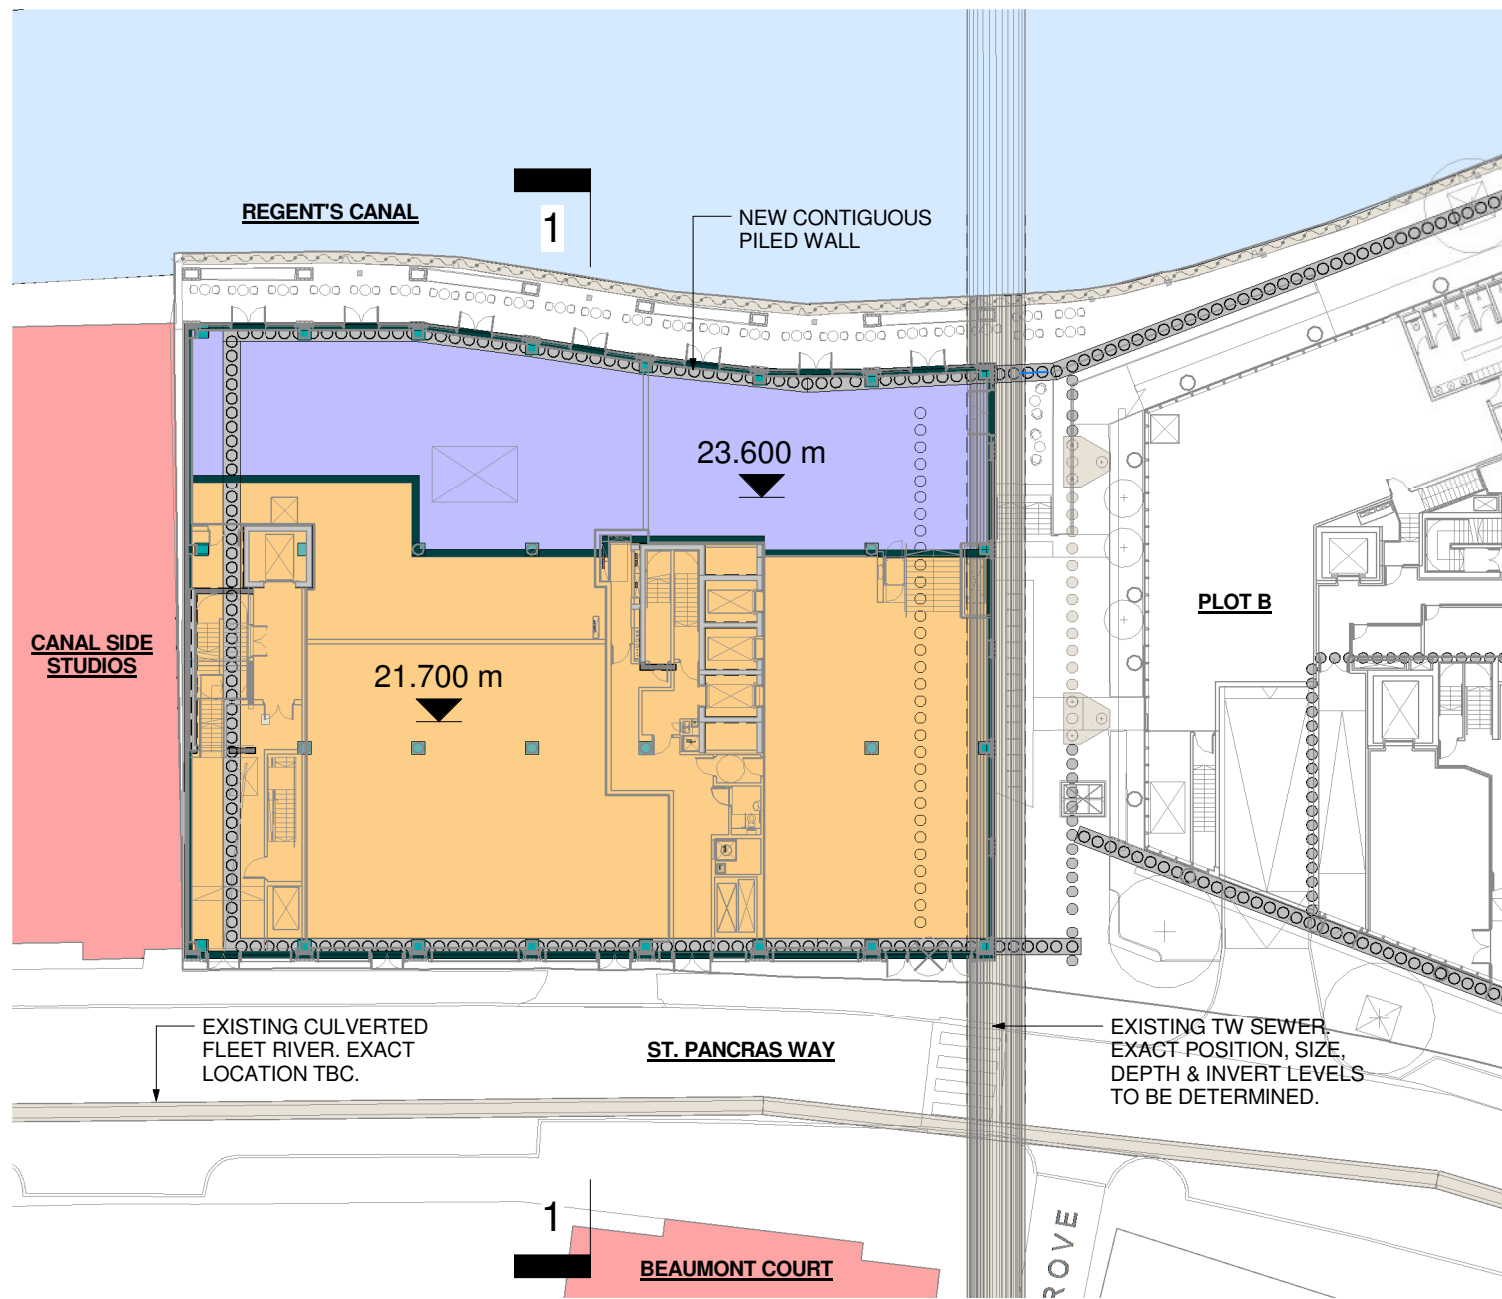 REGENT'S CANAL
1
NEW CONTIGUOUS
PILED WALL
23.600 m
PLOT B
CANAL SIDE
STUDIOS
21.700 m
EXISTING CULVERTED
FLEET RIVER. EXACT
LOCATION TBC.
ST. PANCRAS WAY
EXISTING TW SEWER.
EXACT POSITION, SIZE,
DEPTH & INVERT LEVELS
TO BE DETERMINED.
1
BEAUMONT COURT
ROVE